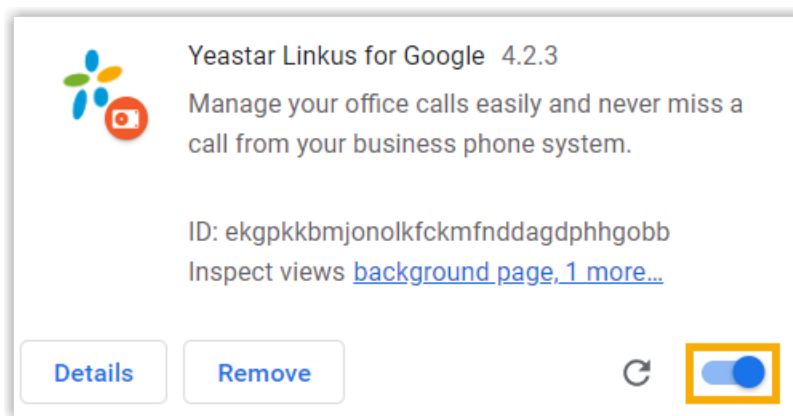 Yeastar Linkus for Google 4.2.3
Manage your office calls easily and never miss a
call from your business phone system.
ID: ekgpkkbmjonolkfckmfnddagdphhgobb
Inspect views background page, 1 more...
Details
Remove